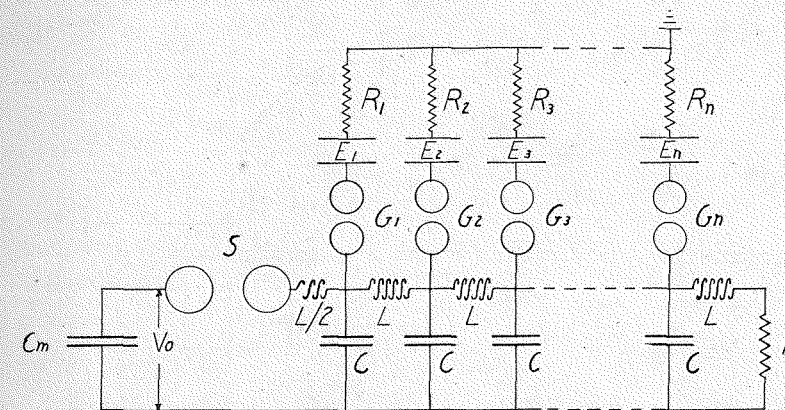 R1 R2 R3 Rn
E1 E2 E3 En
G1 G2 G3 Gn
S
L/2 L L L
Cm Vo C C C C